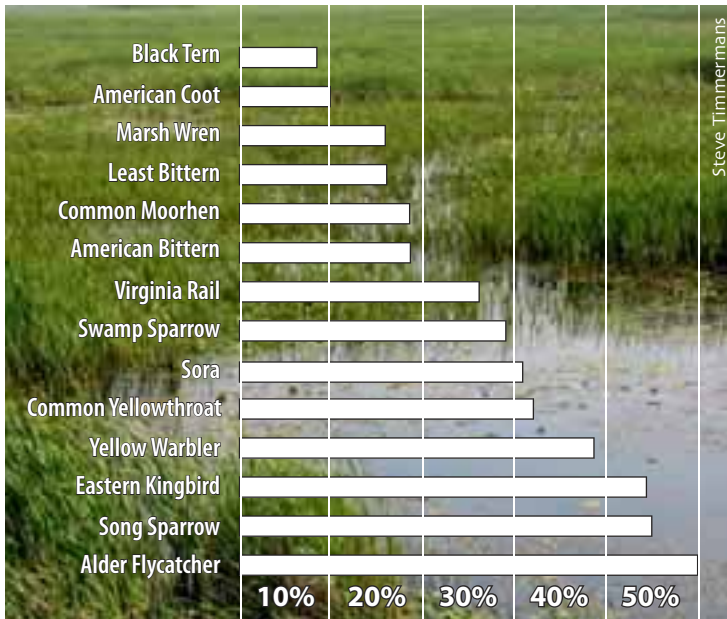 Black Tern
American Coot
Marsh Wren
Least Bittern
Common Moorhen
American Bittern
Virginia Rail
Swamp Sparrow
Sora
Common Yellowthroat
Yellow Warbler
Eastern Kingbird
Song Sparrow
Alder Flycatcher
10% 20% 30% 40% 50%
Steve Timmermans